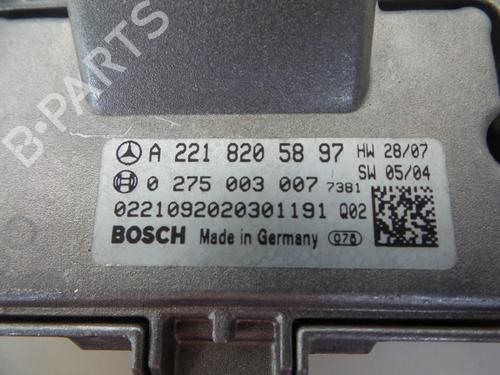 B-PARTS
A 221 820 58 97 HW 28/07
SW 05/04
0 275 003 007 7381
0221092020301191 Q02
BOSCH Made in Germany Q78